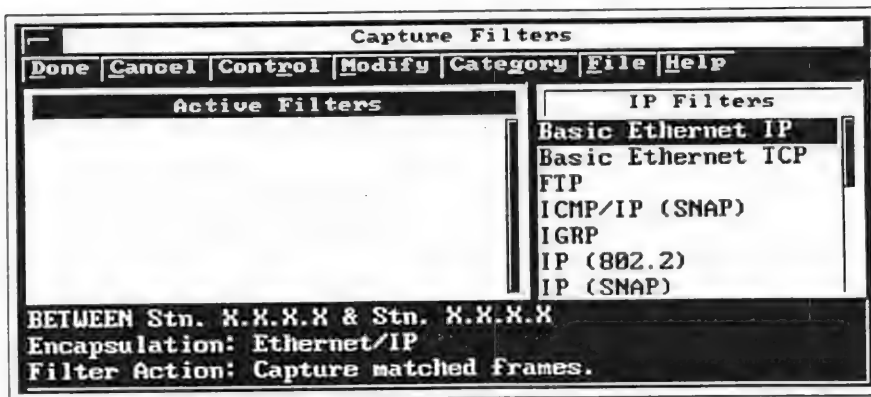 Capture Filters
Done Cancel Control Modify Category File Help
Active Filters
IP Filters
Basic Ethernet IP
Basic Ethernet TCP
FTP
ICMP/IP (SNAP)
IGRP
IP (802.2)
IP (SNAP)
BETWEEN Stn. X.X.X.X & Stn. X.X.X.X
Encapsulation: Ethernet/IP
Filter Action: Capture matched frames.